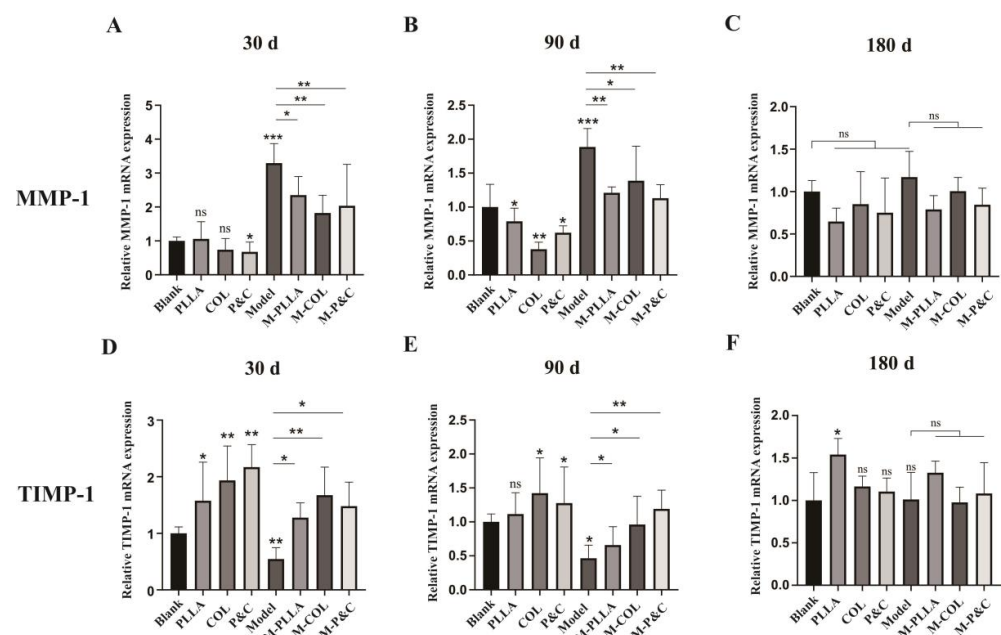 A
30 d
Relative MMP-1 mRNA expression
5
4
3
2
1
0
ns
ns
*
***
*
**
**
Blank
PLLA
COL
P&C
Model
M-PLLA
M-COL
M-P&C
B
90 d
Relative MMP-1 mRNA expression
2.5
2.0
1.5
1.0
0.5
0.0
*
**
*
***
**
*
**
Blank
PLLA
COL
P&C
Model
M-PLLA
M-COL
M-P&C
C
180 d
Relative MMP-1 mRNA expression
2.0
1.5
1.0
0.5
0.0
ns
ns
Blank
PLLA
COL
P&C
Model
M-PLLA
M-COL
M-P&C
MMP-1
D
30 d
Relative TIMP-1 mRNA expression
3
2
1
0
*
**
**
**
*
**
*
Blank
PLLA
COL
P&C
Model
M-PLLA
M-COL
M-P&C
E
90 d
Relative TIMP-1 mRNA expression
2.5
2.0
1.5
1.0
0.5
0.0
ns
*
*
*
*
*
**
Blank
PLLA
COL
P&C
Model
M-PLLA
M-COL
M-P&C
F
180 d
Relative TIMP-1 mRNA expression
2.0
1.5
1.0
0.5
0.0
*
ns
ns
ns
ns
Blank
PLLA
COL
P&C
Model
M-PLLA
M-COL
M-P&C
TIMP-1